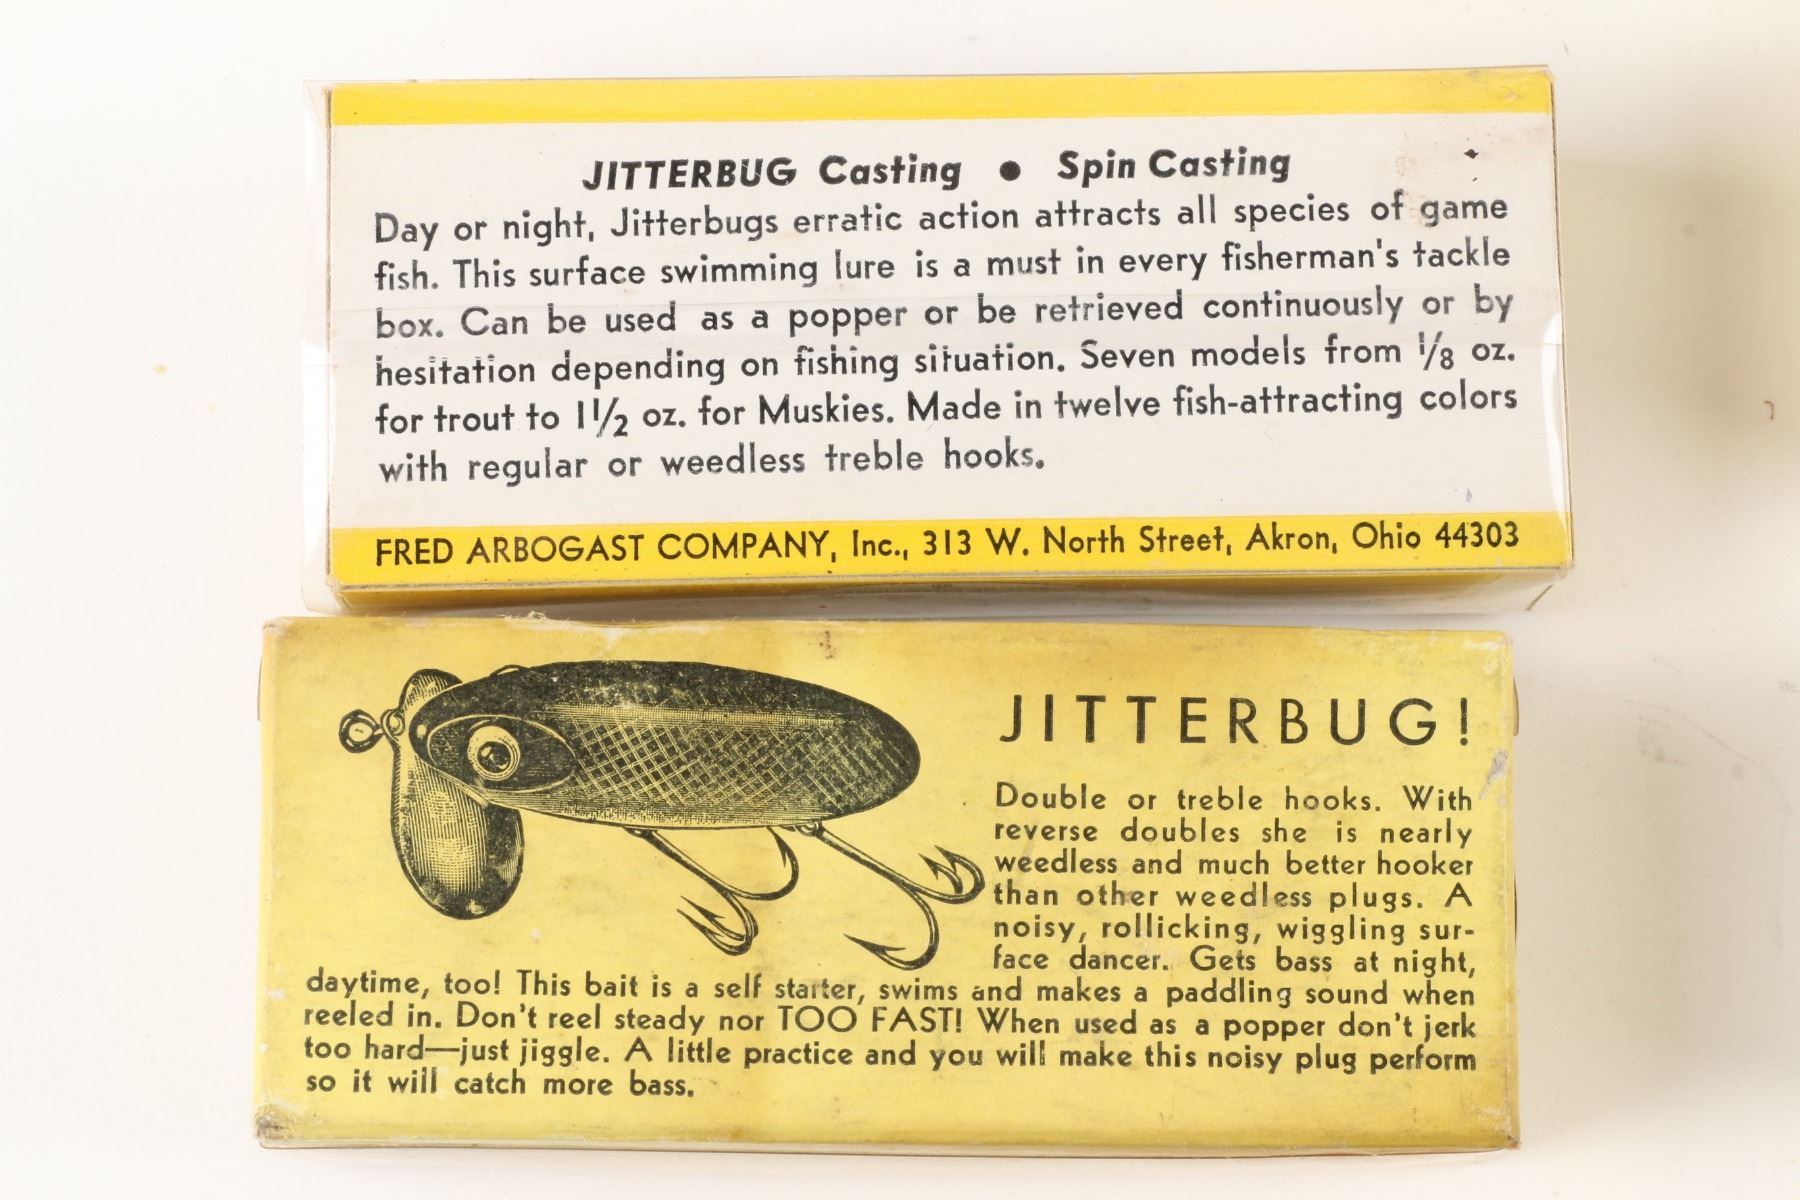 JITTERBUG Casting ● Spin Casting
Day or night, Jitterbugs erratic action attracts all species of game
fish. This surface swimming lure is a must in every fisherman's tackle
box. Can be used as a popper or be retrieved continuously or by
hesitation depending on fishing situation. Seven models from 1/8 oz.
for trout to 1 1/2 oz. for Muskies. Made in twelve fish-attracting colors
with regular or weedless treble hooks.
FRED ARBOGAST COMPANY, Inc., 313 W. North Street, Akron, Ohio 44303
JITTERBUG!
Double or treble hooks. With
reverse doubles she is nearly
weedless and much better hooker
than other weedless plugs. A
noisy, rollicking, wiggling sur-
face dancer. Gets bass at night,
daytime, too! This bait is a self starter, swims and makes a paddling sound when
reeled in. Don't reel steady nor TOO FAST! When used as a popper don't jerk
too hard—just jiggle. A little practice and you will make this noisy plug perform
so it will catch more bass.